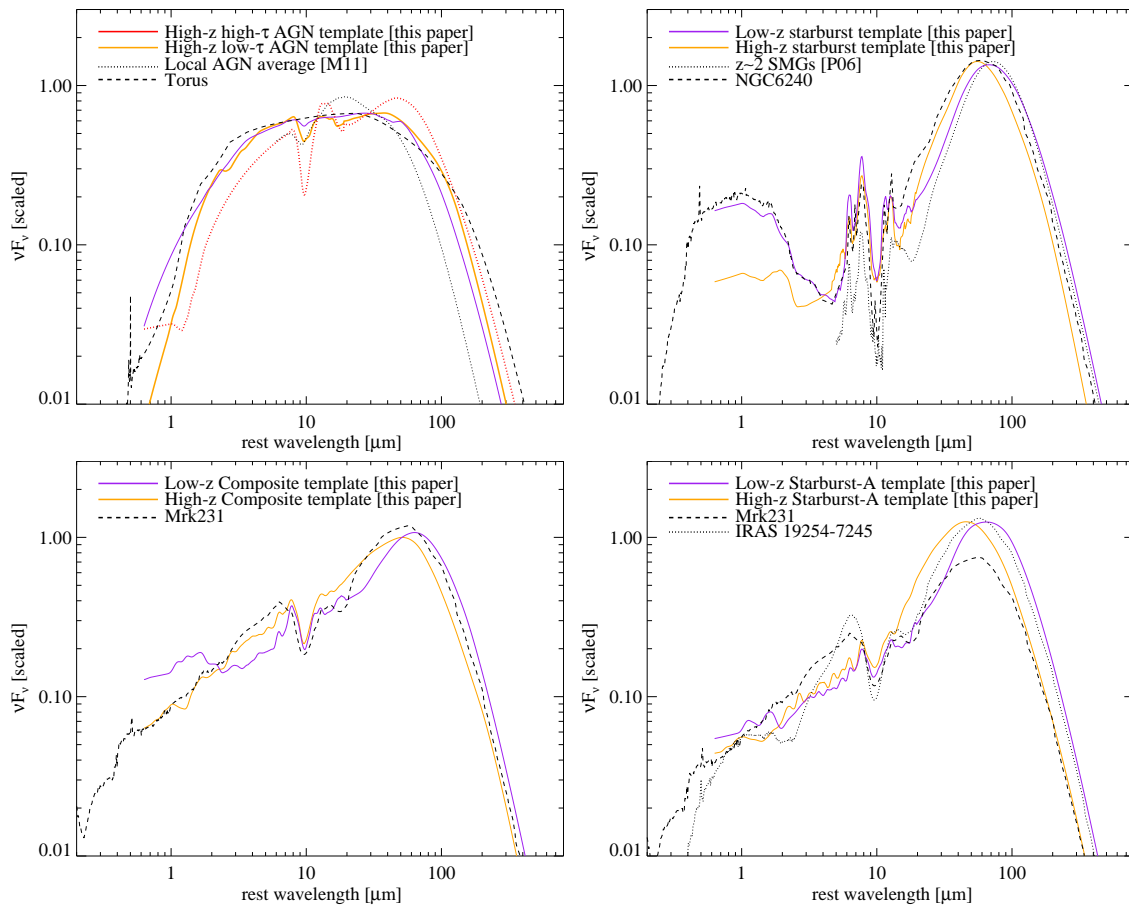 High-z high-τ AGN template [this paper]
High-z low-τ AGN template [this paper]
Local AGN average [M11]
Torus
1.00
0.10
0.01
νFν [scaled]
1 10 100
rest wavelength [μm]
Low-z starburst template [this paper]
High-z starburst template [this paper]
z~2 SMGs [P06]
NGC6240
1.00
0.10
0.01
νFν [scaled]
1 10 100
rest wavelength [μm]
Low-z Composite template [this paper]
High-z Composite template [this paper]
Mrk231
1.00
0.10
0.01
νFν [scaled]
1 10 100
rest wavelength [μm]
Low-z Starburst-A template [this paper]
High-z Starburst-A template [this paper]
Mrk231
IRAS 19254-7245
1.00
0.10
0.01
νFν [scaled]
1 10 100
rest wavelength [μm]